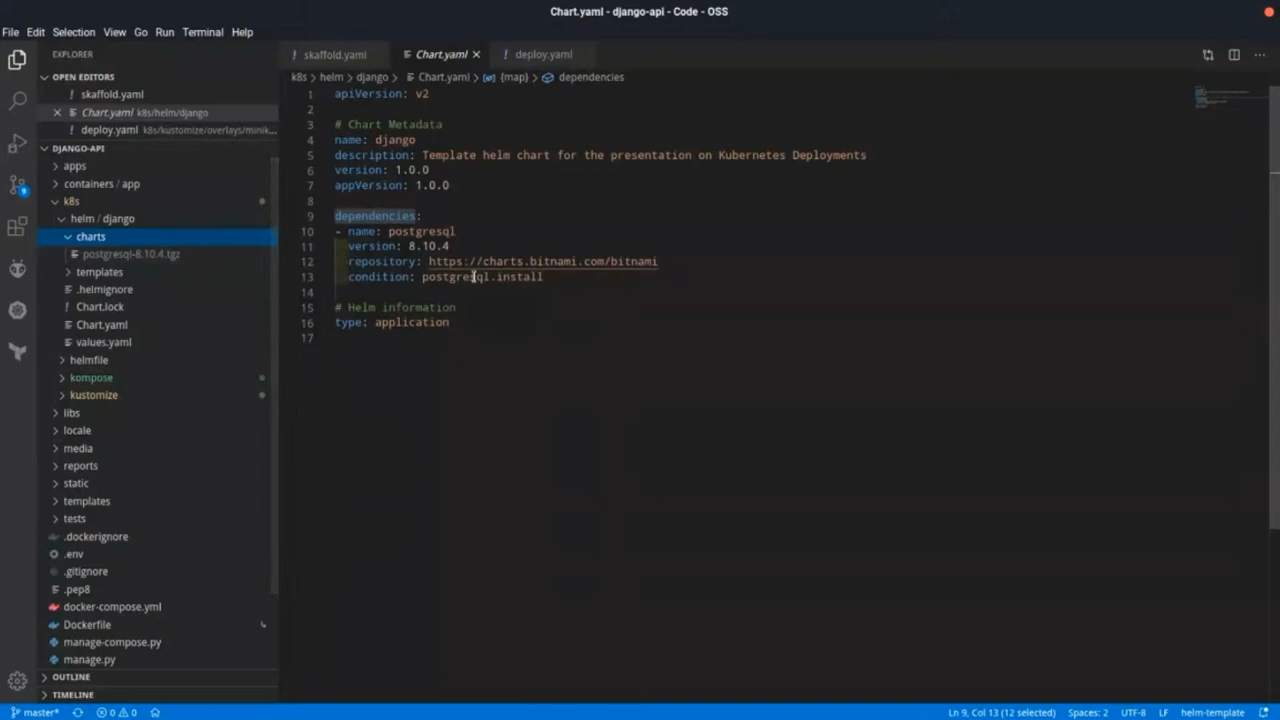 Chart.yaml - django-api - Code - OSS
File Edit Selection View Go Run Terminal Help
EXPLORER
OPEN EDITORS
skaffold.yaml
Chart.yaml k8s/helm/django
deploy.yaml k8s/kustomize/overlays/minik...
DJANGO-API
apps
containers / app
k8s
helm / django
charts
postgresql-8.10.4.tgz
templates
.helmignore
Chart.lock
Chart.yaml
values.yaml
helmfile
kompose
kustomize
libs
locale
media
reports
static
templates
tests
.dockerignore
.env
.gitignore
.pep8
docker-compose.yml
Dockerfile
manage-compose.py
manage.py
OUTLINE
TIMELINE
9
! skaffold.yaml
Chart.yaml
! deploy.yaml
k8s > helm > django > Chart.yaml > {map} > dependencies
1 apiVersion: v2
2
3 # Chart Metadata
4 name: django
5 description: Template helm chart for the presentation on Kubernetes Deployments
6 version: 1.0.0
7 appVersion: 1.0.0
8
9 dependencies:
10 - name: postgresql
11 version: 8.10.4
12 repository: https://charts.bitnami.com/bitnami
13 condition: postgresql.install
14
15 # Helm information
16 type: application
17
master* 0 0 Ln 9, Col 13 (12 selected) Spaces: 2 UTF-8 LF helm-template